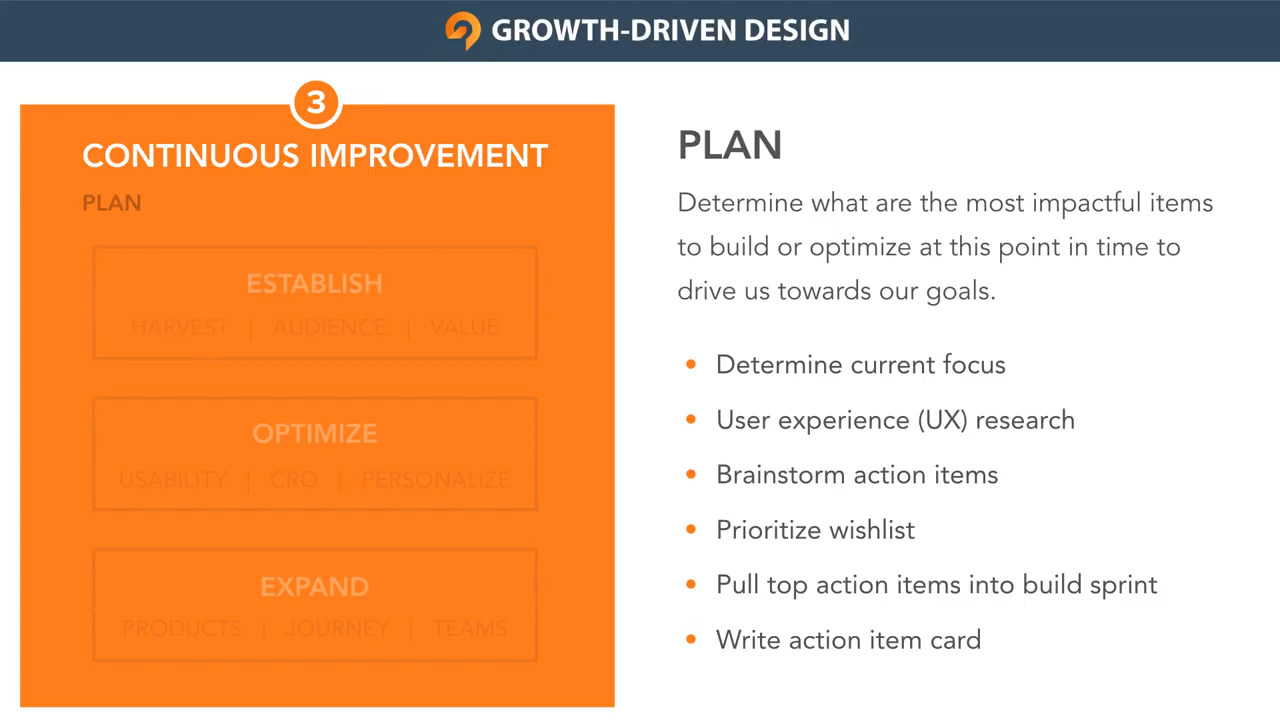 GROWTH-DRIVEN DESIGN
3
CONTINUOUS IMPROVEMENT
PLAN
ESTABLISH
HARVEST | AUDIENCE | VALUE
OPTIMIZE
USABILITY | CRO | PERSONALIZE
EXPAND
PRODUCTS | JOURNEY | TEAMS
PLAN
Determine what are the most impactful items
to build or optimize at this point in time to
drive us towards our goals.
• Determine current focus
• User experience (UX) research
• Brainstorm action items
• Prioritize wishlist
• Pull top action items into build sprint
• Write action item card